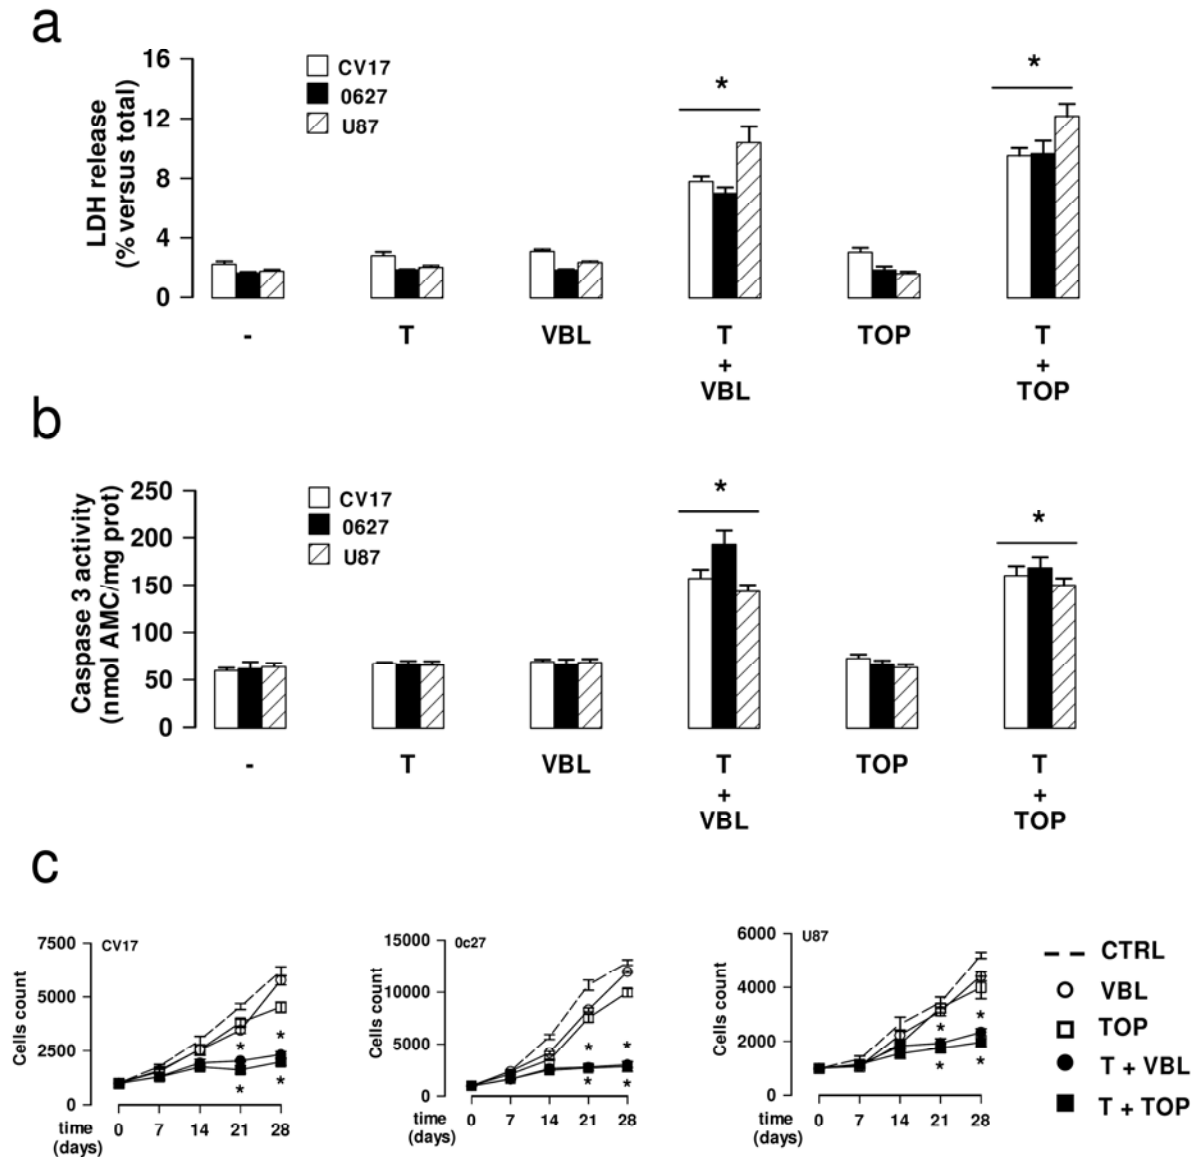 a
LDH release
(% versus total)
16
12
8
4
0
CV17
0627
U87
*
*
-
T
VBL
T
+
VBL
TOP
T
+
TOP
b
Caspase 3 activity
(nmol AMC/mg prot)
250
200
150
100
50
0
CV17
0627
U87
*
*
-
T
VBL
T
+
VBL
TOP
T
+
TOP
c
Cells count
7500
5000
2500
0
CV17
*
*
*
*
time
(days)
0 7 14 21 28
Cells count
15000
10000
5000
0
0c27
*
*
*
*
time
(days)
0 7 14 21 28
Cells count
6000
4000
2000
0
U87
*
*
*
*
time
(days)
0 7 14 21 28
CTRL
VBL
TOP
T + VBL
T + TOP